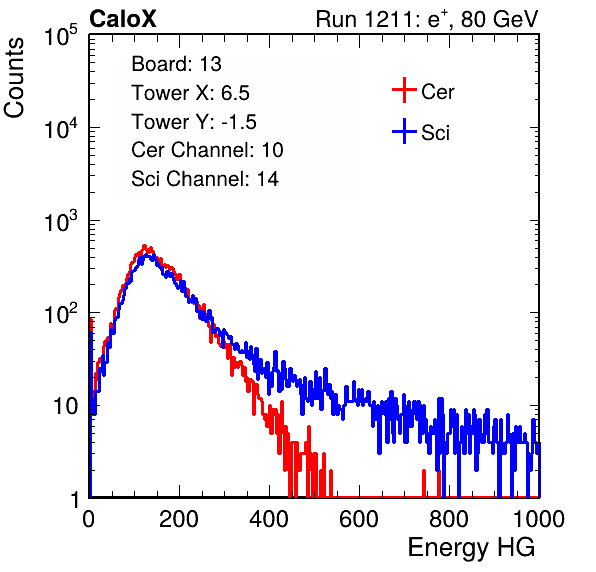 CaloX Run 1211: e⁺, 80 GeV
Counts
10⁵
10⁴
10³
10²
10
1
Board: 13
Tower X: 6.5
Tower Y: -1.5
Cer Channel: 10
Sci Channel: 14
Cer
Sci
0 200 400 600 800 1000
Energy HG